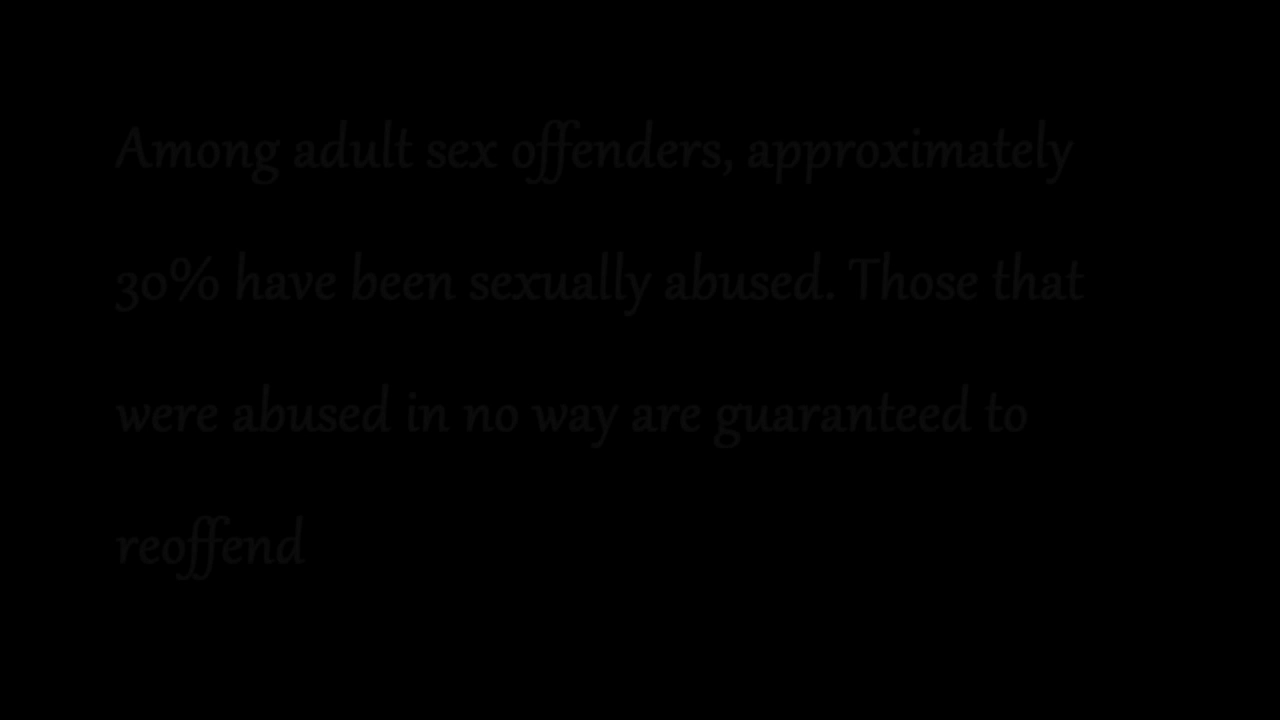 Among adult sex offenders, approximately
30% have been sexually abused. Those that
were abused in no way are guaranteed to
reoffend